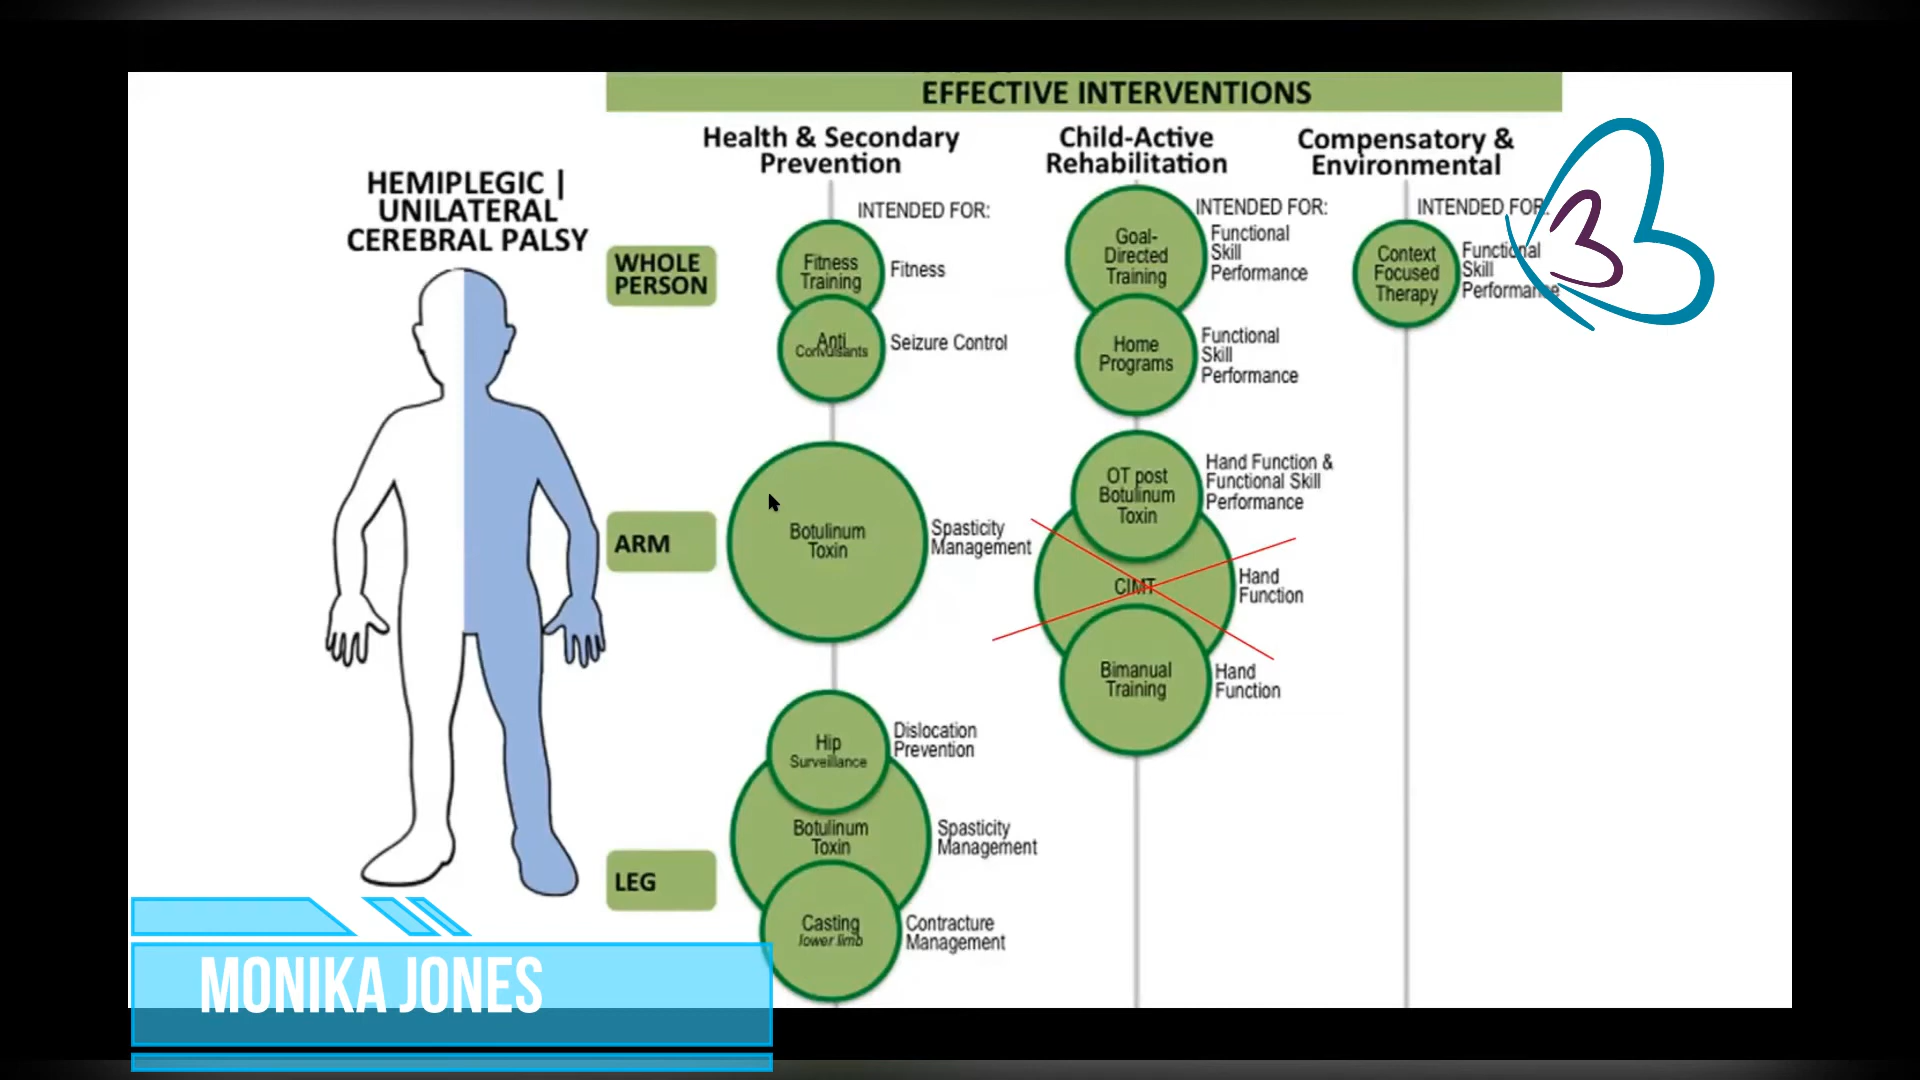 EFFECTIVE INTERVENTIONS
Health & Secondary
Prevention
Child-Active
Rehabilitation
Compensatory &
Environmental
HEMIPLEGIC |
UNILATERAL
CEREBRAL PALSY
WHOLE
PERSON
INTENDED FOR:
Fitness
Training
Fitness
Anti
Convulsants
Seizure Control
INTENDED FOR:
Goal-
Directed
Training
Functional
Skill
Performance
Home
Programs
Functional
Skill
Performance
INTENDED FOR:
Context
Focused
Therapy
Functional
Skill
Performance
ARM
Botulinum
Toxin
Spasticity
Management
OT post
Botulinum
Toxin
Hand Function &
Functional Skill
Performance
CIMT
Hand
Function
Bimanual
Training
Hand
Function
LEG
Hip
Surveillance
Dislocation
Prevention
Botulinum
Toxin
Spasticity
Management
Casting
lower limb
Contracture
Management
MONIKA JONES